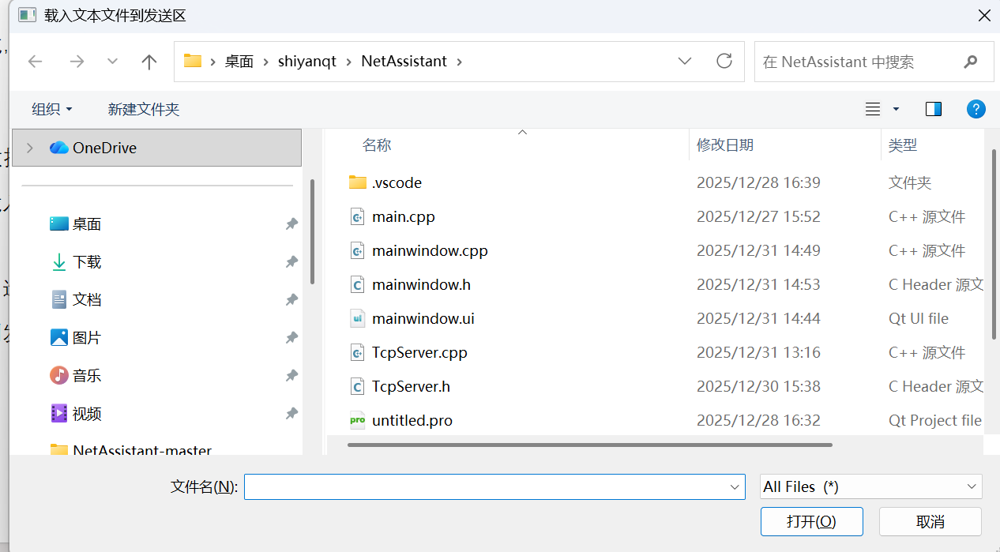 载入文本文件到发送区
桌面 shiyanqt NetAssistant
在 NetAssistant 中搜索
组织 新建文件夹
OneDrive
桌面
下载
文档
图片
音乐
视频
NetAssistant-master
名称 修改日期 类型
.vscode 2025/12/28 16:39 文件夹
main.cpp 2025/12/27 15:52 C++ 源文件
mainwindow.cpp 2025/12/31 14:49 C++ 源文件
mainwindow.h 2025/12/31 14:53 C Header 源文
mainwindow.ui 2025/12/31 14:44 Qt UI file
TcpServer.cpp 2025/12/31 13:16 C++ 源文件
TcpServer.h 2025/12/30 15:38 C Header 源文
untitled.pro 2025/12/28 16:32 Qt Project file
文件名(N):
All Files (*)
打开(O) 取消